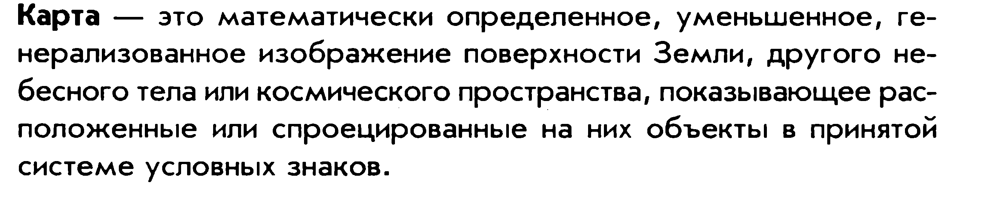 Карта — это математически определенное, уменьшенное, ге-
нерализованное изображение поверхности Земли, другого не-
бесного тела или космического пространства, показывающее рас-
положенные или спроецированные на них объекты в принятой
системе условных знаков.